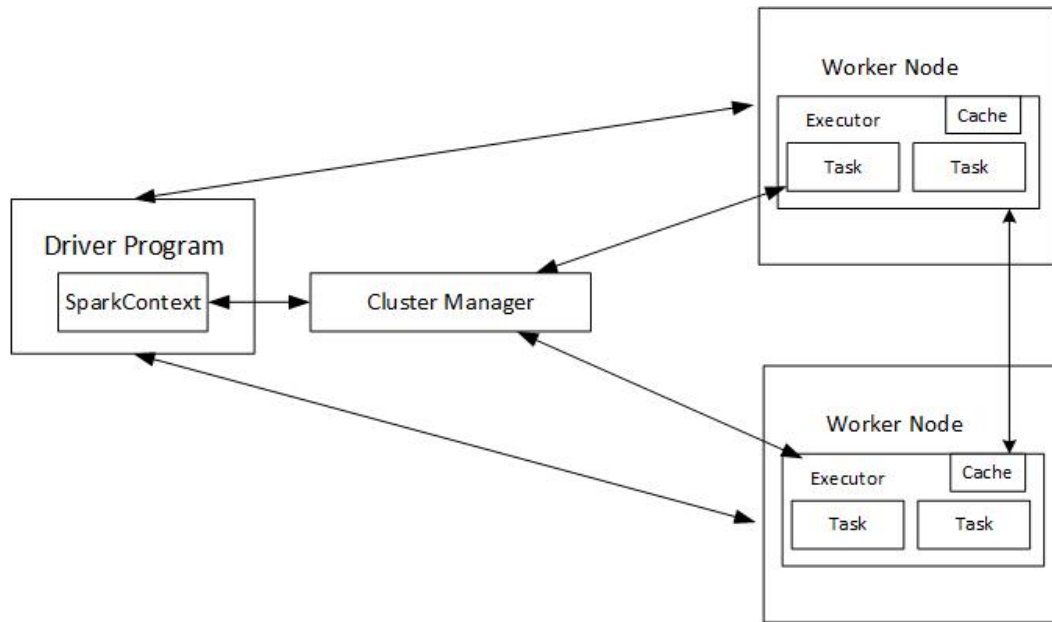 Worker Node
Executor
Cache
Task
Task
Driver Program
SparkContext
Cluster Manager
Worker Node
Executor
Cache
Task
Task